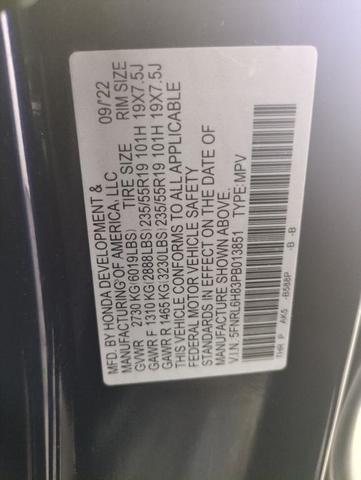 MFD. BY HONDA DEVELOPMENT & 09/22
MANUFACTURING OF AMERICA, LLC.
TIRE SIZE RIM SIZE
GVWR 2730 KG(6019LBS)
GAWR F 1310 KG(2888LBS) 235/55R19 101H 19X7.5J
GAWR R 1465 KG(3230LBS) 235/55R19 101H 19X7.5J
THIS VEHICLE CONFORMS TO ALL APPLICABLE
FEDERAL MOTOR VEHICLE SAFETY
STANDARDS IN EFFECT ON THE DATE OF
MANUFACTURE SHOWN ABOVE.
V.I.N. 5FNRL6H83PB013851 TYPE:MPV
THR P AK5 -B588P -B -B